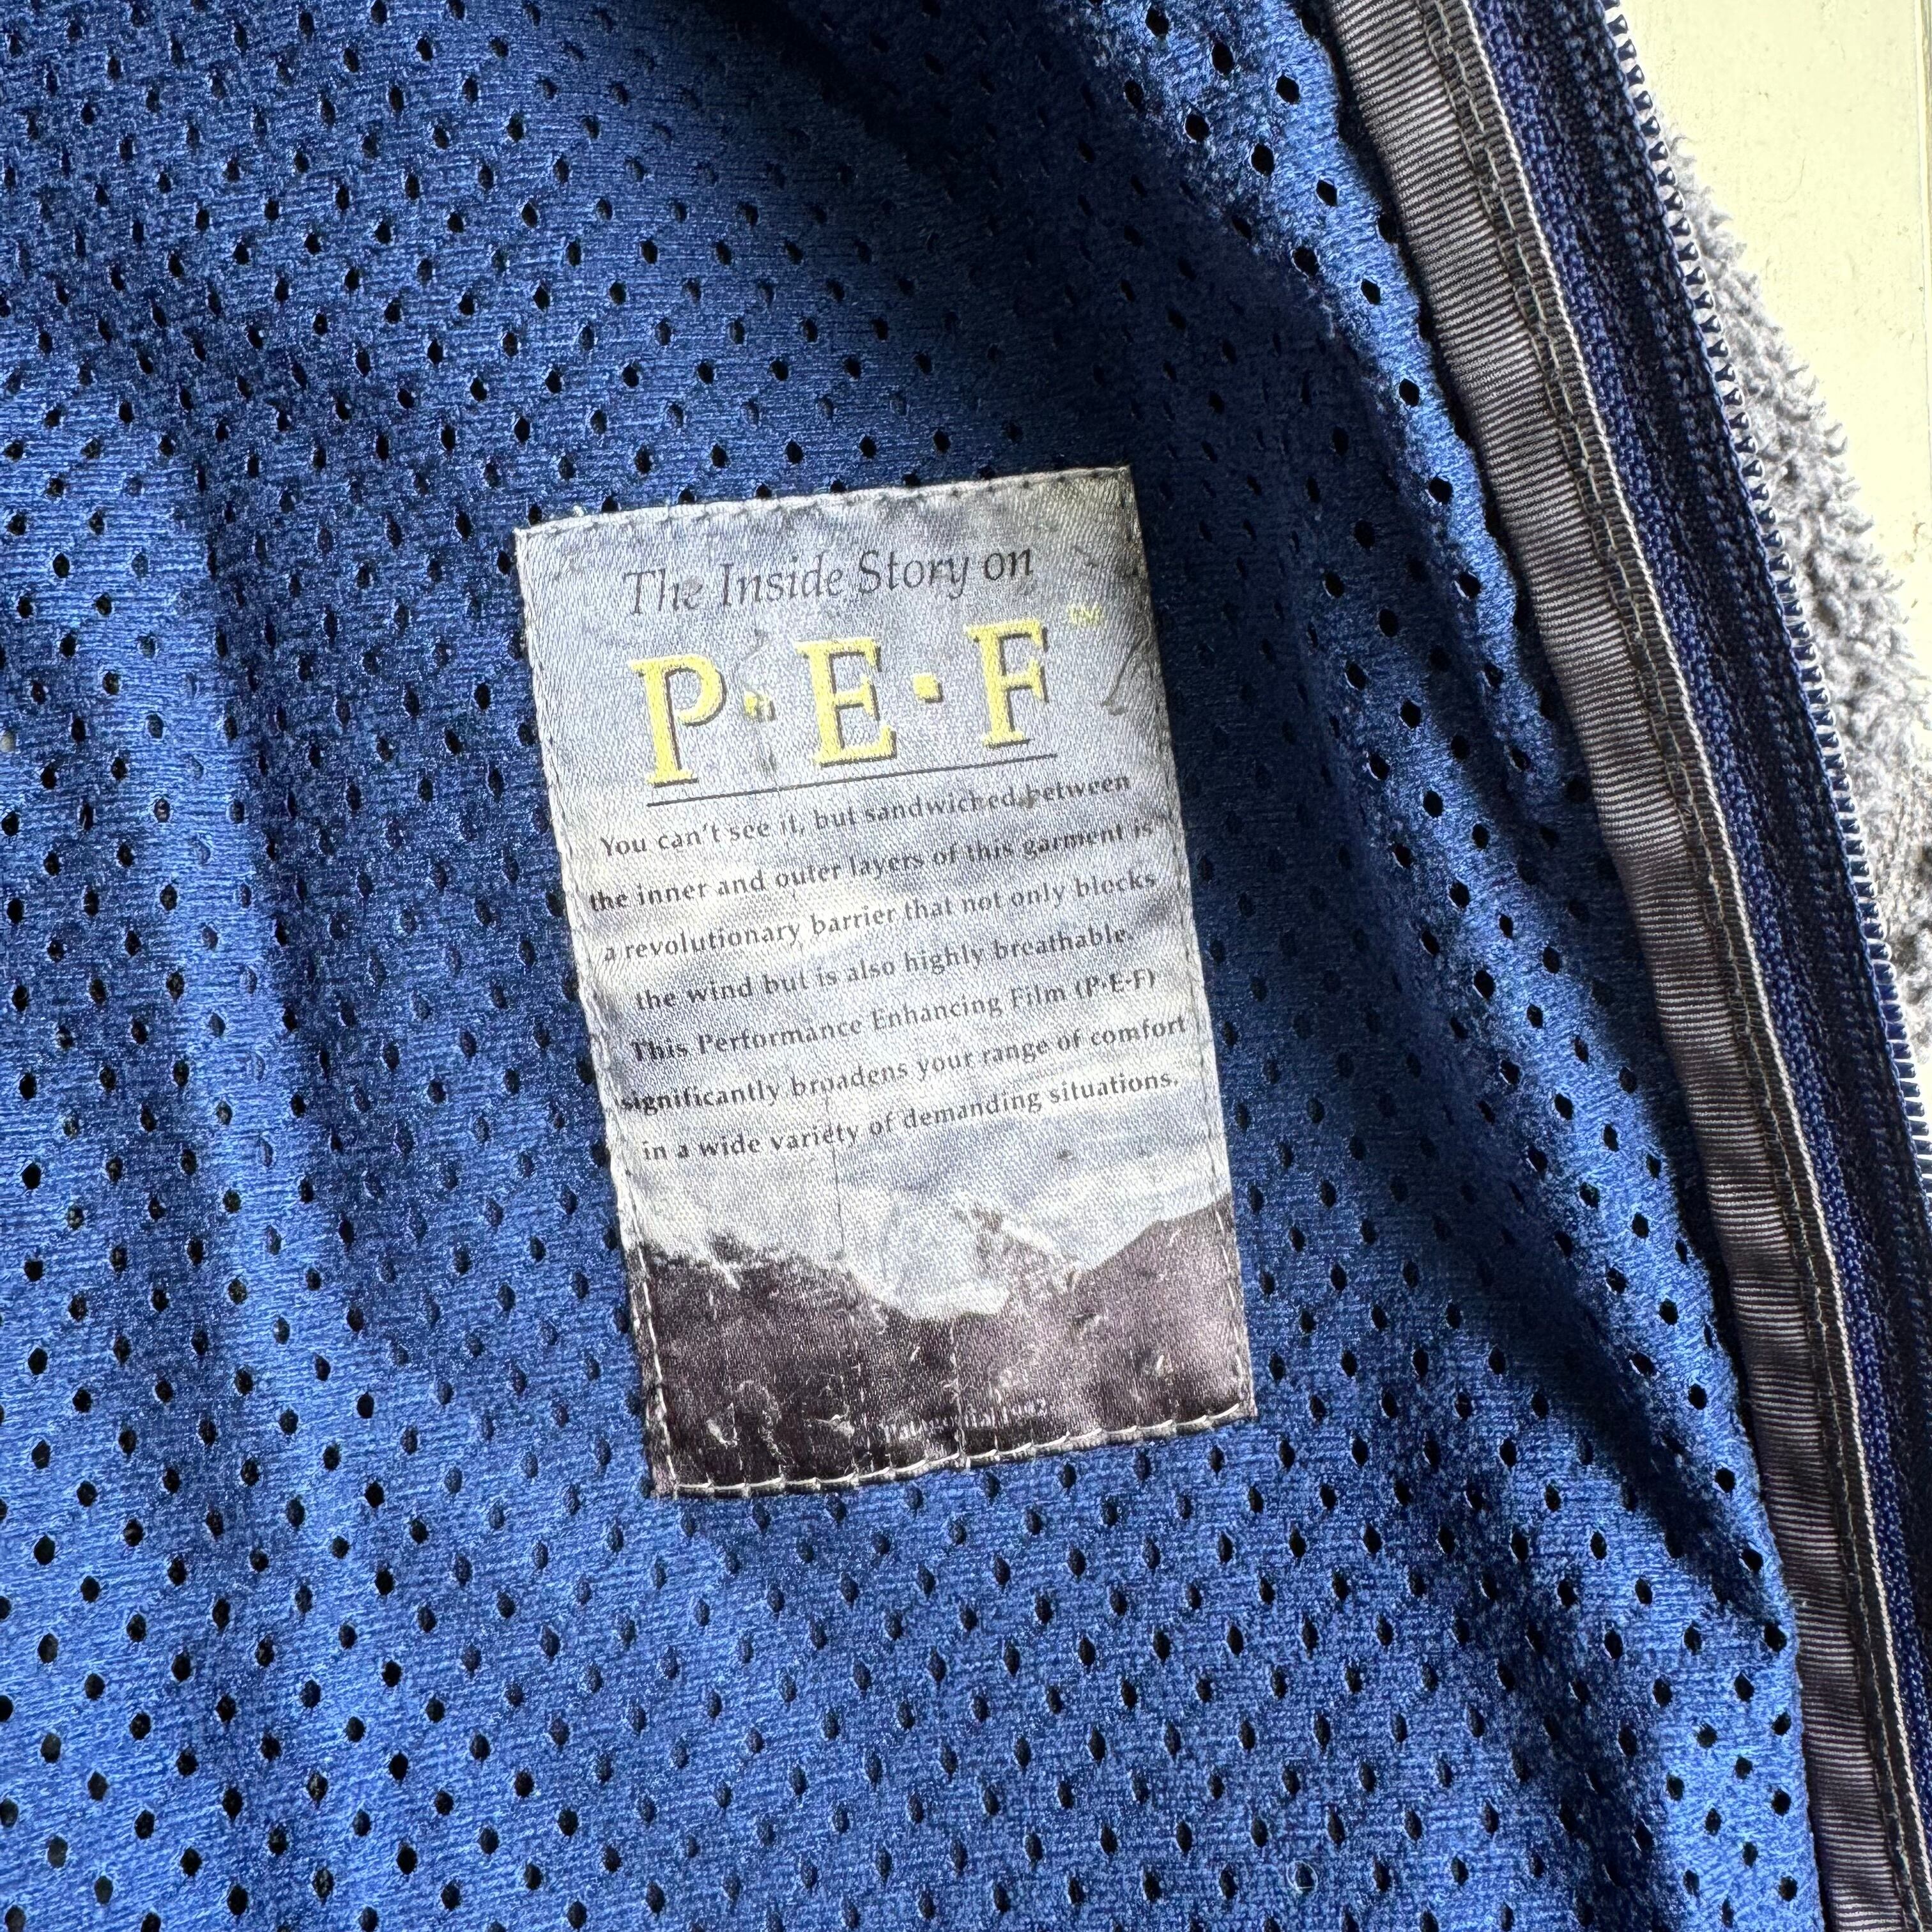 The Inside Story on
P·E·F™
You can't see it, but sandwiched between
the inner and outer layers of this garment is
a revolutionary barrier that not only blocks
the wind but is also highly breathable.
This Performance Enhancing Film (P·E·F)
significantly broadens your range of comfort
in a wide variety of demanding situations.